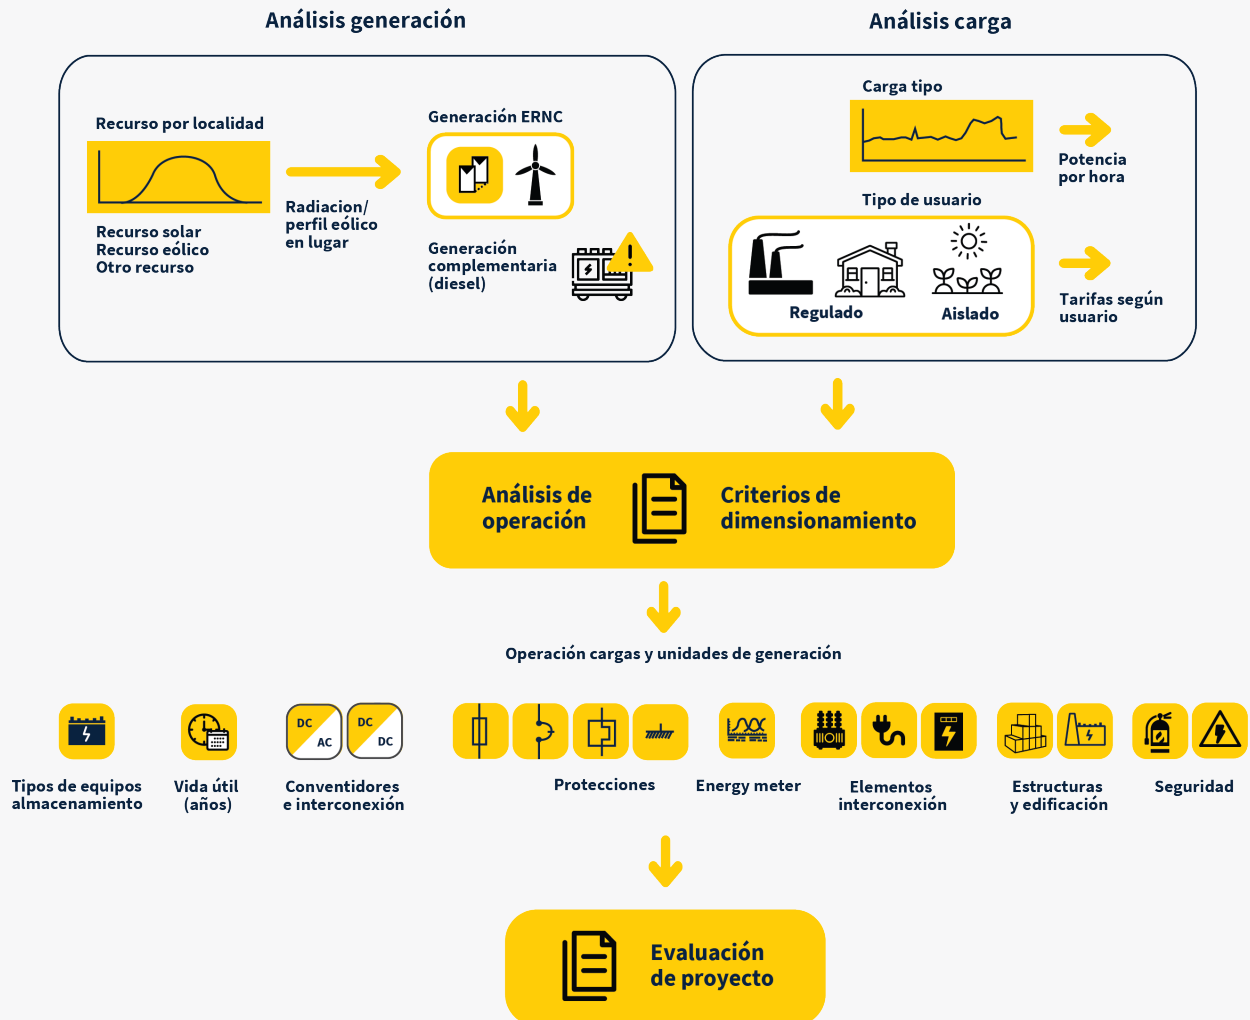 Análisis generación
Análisis carga
Recurso por localidad
Recurso solar
Recurso eólico
Otro recurso
Radiacion/
perfil eólico
en lugar
Generación ERNC
Generación
complementaria
(diesel)
Carga tipo
Potencia
por hora
Tipo de usuario
Regulado
Aislado
Tarifas según
usuario
Análisis de
operación
Criterios de
dimensionamiento
Operación cargas y unidades de generación
DC
AC
DC
DC
Tipos de equipos
almacenamiento
Vida útil
(años)
Conventidores
e interconexión
Protecciones
Energy meter
Elementos
interconexión
Estructuras
y edificación
Seguridad
Evaluación
de proyecto